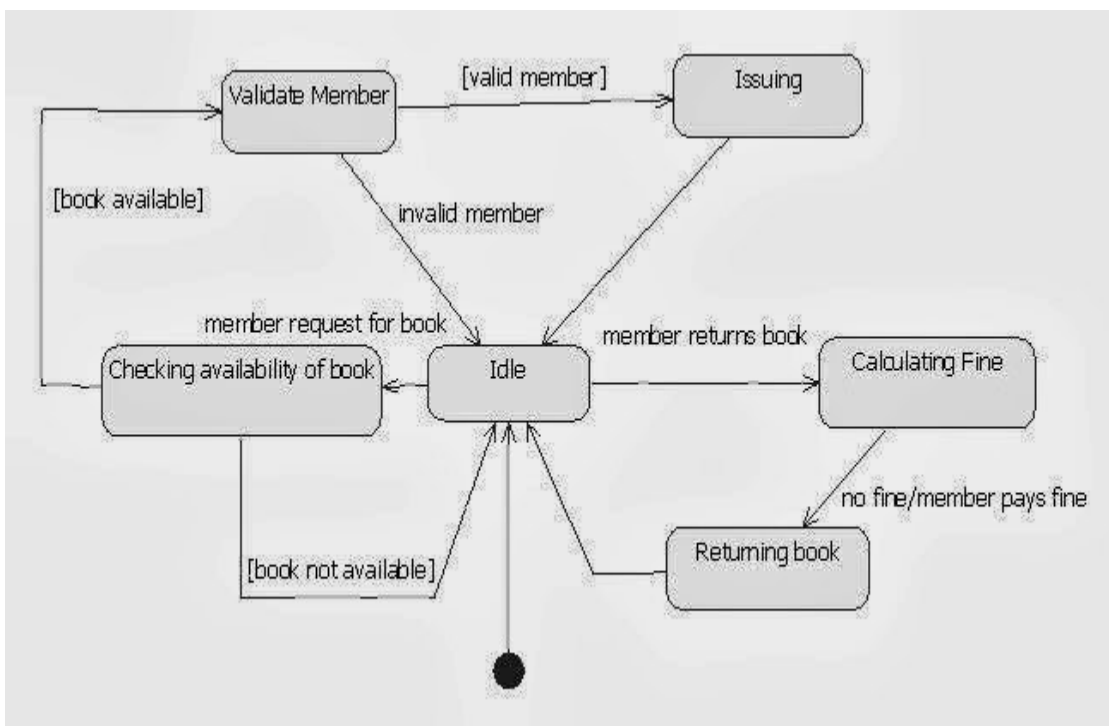 [valid member]
Issuing
Validate Member
[book available]
invalid member
member request for book
member returns book
Checking availability of book
Idle
Calculating Fine
no fine/member pays fine
Returning book
[book not available]